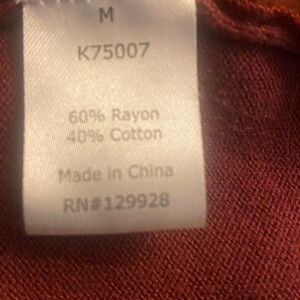 M
K75007
60% Rayon
40% Cotton
Made in China
RN#129928